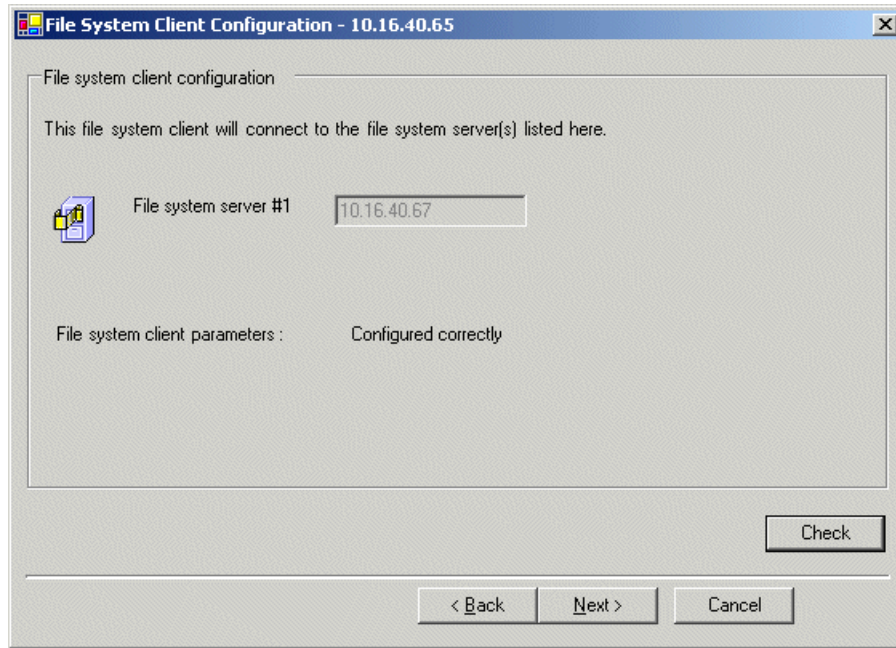 File System Client Configuration - 10.16.40.65
File system client configuration
This file system client will connect to the file system server(s) listed here.
File system server #1 10.16.40.67
File system client parameters : Configured correctly
Check
< Back Next > Cancel